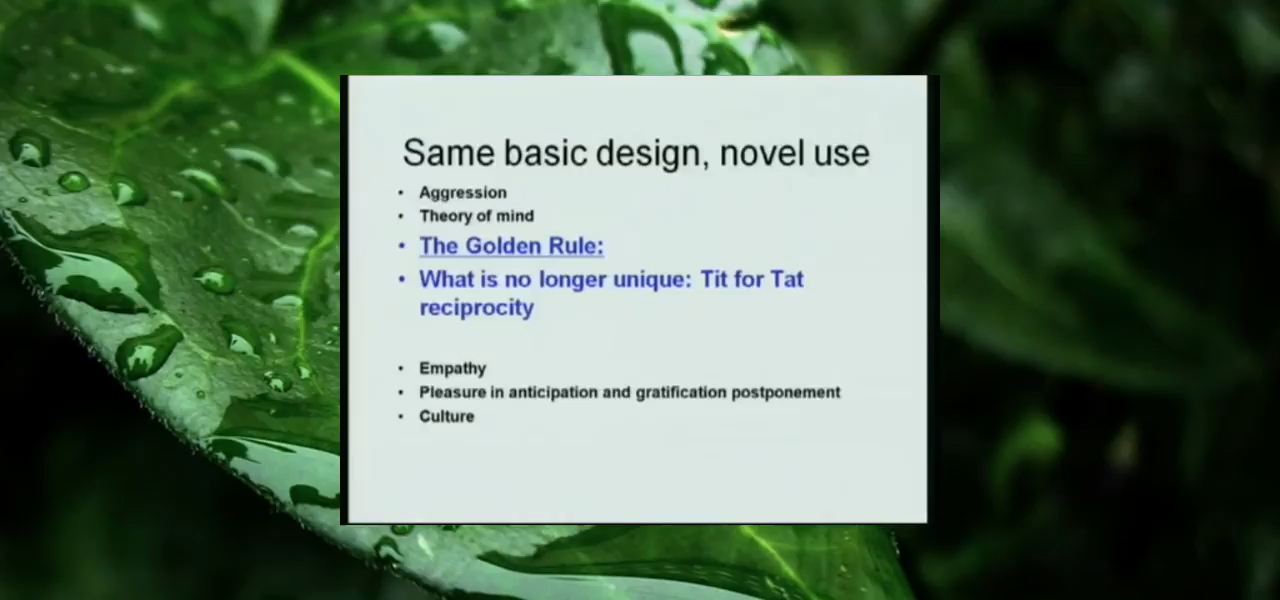 Same basic design, novel use
• Aggression
• Theory of mind
• The Golden Rule:
• What is no longer unique: Tit for Tat
reciprocity
• Empathy
• Pleasure in anticipation and gratification postponement
• Culture